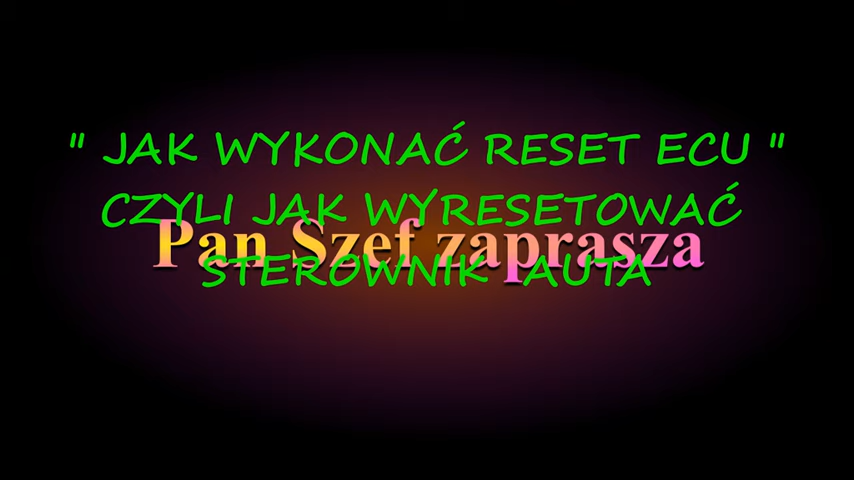 " JAK WYKONAĆ RESET ECU "
CZYLI JAK WYRESETOWAĆ
Pan Szef zaprasza
STEROWNIK AUTA